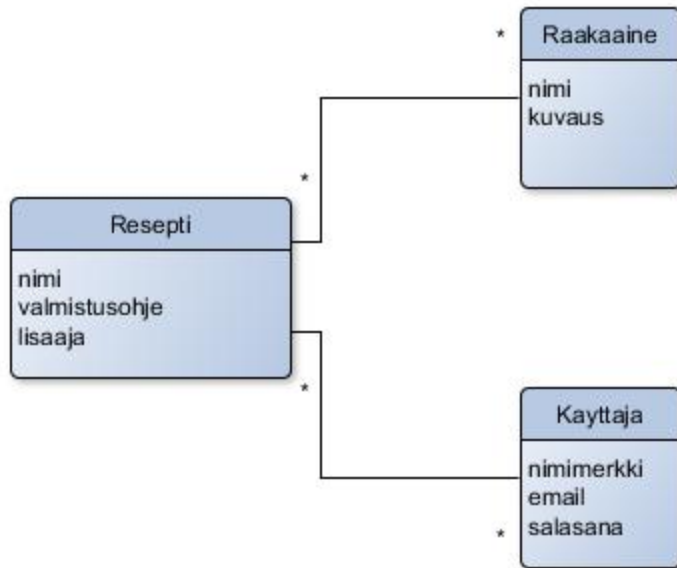 *
Raakaaine
nimi
kuvaus
*
Resepti
nimi
valmistusohje
lisaaja
*
Kayttaja
nimimerkki
email
salasana
*